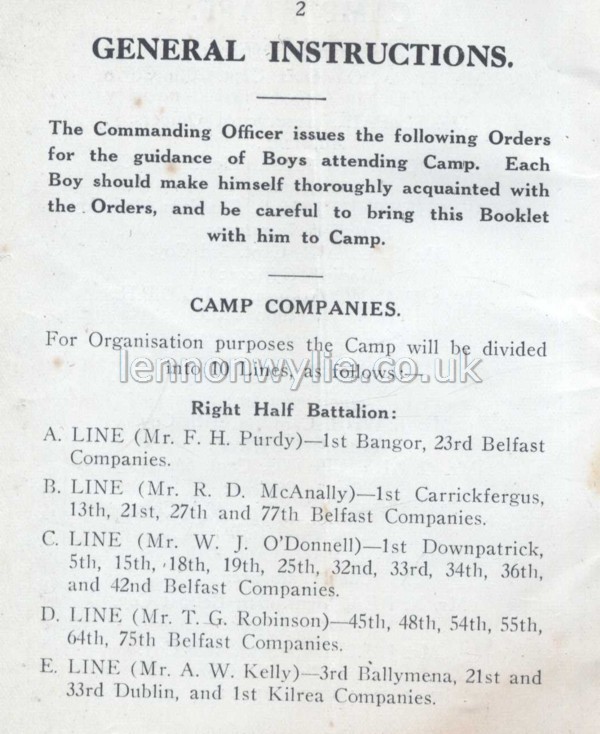 2
GENERAL INSTRUCTIONS.
The Commanding Officer issues the following Orders
for the guidance of Boys attending Camp. Each
Boy should make himself thoroughly acquainted with
the Orders, and be careful to bring this Booklet
with him to Camp.
CAMP COMPANIES.
For Organisation purposes the Camp will be divided
into 10 Lines, as follows:—
lennonwylie.co.uk
Right Half Battalion:
A. LINE (Mr. F. H. Purdy)—1st Bangor, 23rd Belfast
Companies.
B. LINE (Mr. R. D. McAnally)—1st Carrickfergus,
13th, 21st, 27th and 77th Belfast Companies.
C. LINE (Mr. W. J. O'Donnell)—1st Downpatrick,
5th, 15th, 18th, 19th, 25th, 32nd, 33rd, 34th, 36th,
and 42nd Belfast Companies.
D. LINE (Mr. T. G. Robinson)—45th, 48th, 54th, 55th,
64th, 75th Belfast Companies.
E. LINE (Mr. A. W. Kelly)—3rd Ballymena, 21st and
33rd Dublin, and 1st Kilrea Companies.